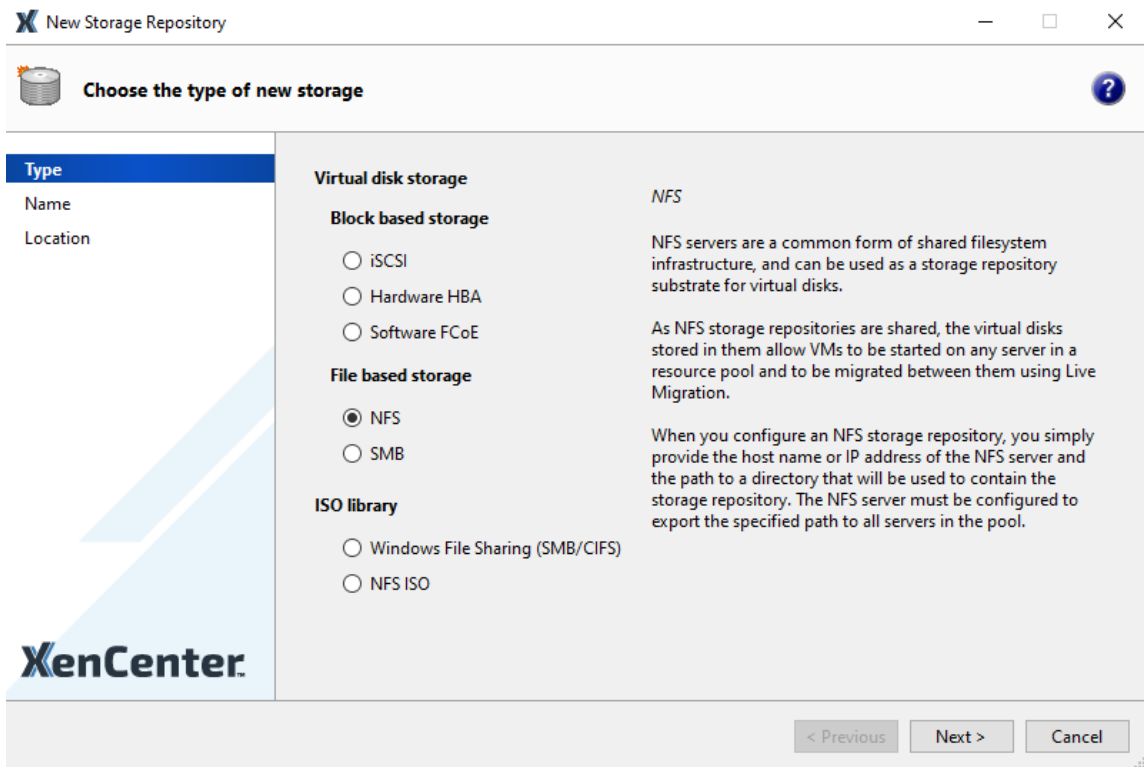 New Storage Repository
Choose the type of new storage
?
Type
Name
Location
Virtual disk storage
Block based storage
iSCSI
Hardware HBA
Software FCoE
File based storage
NFS
SMB
ISO library
Windows File Sharing (SMB/CIFS)
NFS ISO
NFS
NFS servers are a common form of shared filesystem
infrastructure, and can be used as a storage repository
substrate for virtual disks.
As NFS storage repositories are shared, the virtual disks
stored in them allow VMs to be started on any server in a
resource pool and to be migrated between them using Live
Migration.
When you configure an NFS storage repository, you simply
provide the host name or IP address of the NFS server and
the path to a directory that will be used to contain the
storage repository. The NFS server must be configured to
export the specified path to all servers in the pool.
XenCenter™
< Previous
Next >
Cancel